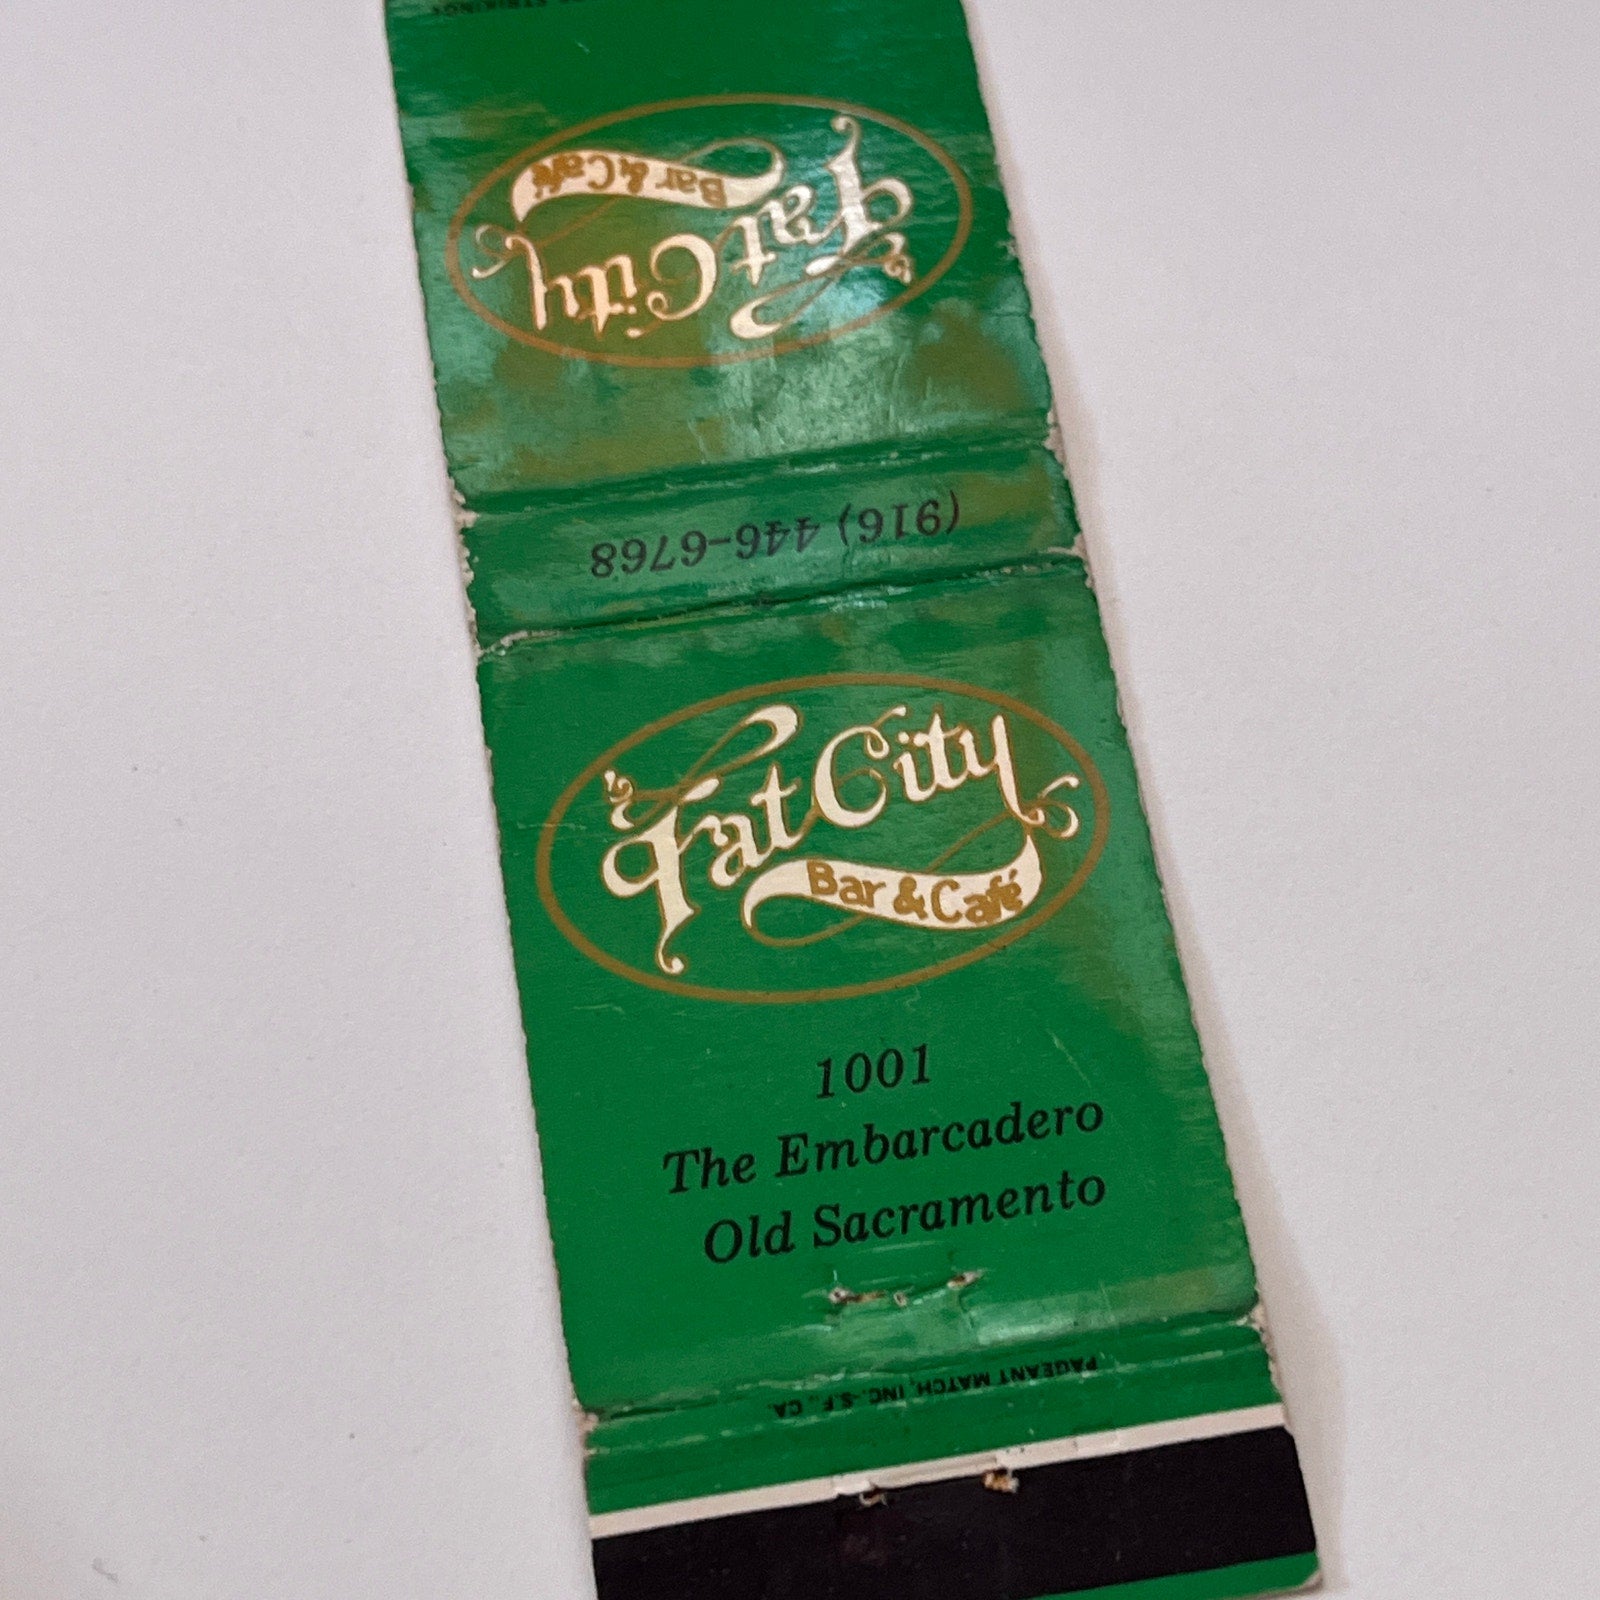 STRIKING
Fat City
Bar & Café
(916) 446-6768
Fat City
Bar & Café
1001
The Embarcadero
Old Sacramento
PAGEANT MATCH, INC.-S.F., CA.